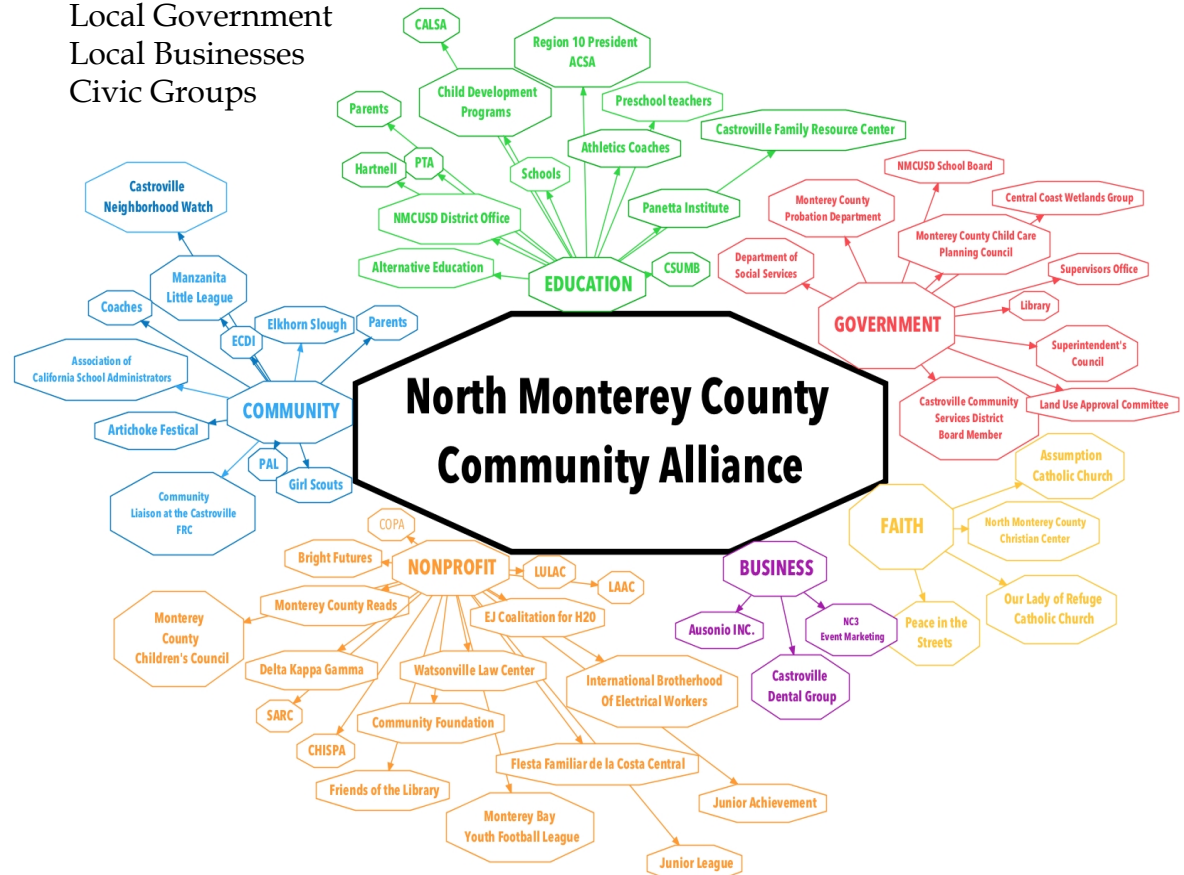 Local Government
Local Businesses
Civic Groups
CALSA
Region 10 President
ACSA
Child Development
Programs
Preschool teachers
Parents
Castroville Family Resource Center
Athletics Coaches
PTA
Hartnell
Schools
Panetta Institute
NMCUSD District Office
Alternative Education
CSUMB
EDUCATION
NMCUSD School Board
Monterey County
Probation Department
Central Coast Wetlands Group
Monterey County Child Care
Planning Council
Department of
Social Services
Supervisors Office
Library
GOVERNMENT
Superintendent's
Council
Castroville Community
Services District
Board Member
Land Use Approval Committee
Castroville
Neighborhood Watch
Manzanita
Little League
Coaches
ECDI
Elkhorn Slough
Parents
Association of
California School Administrators
COMMUNITY
Artichoke Festical
PAL
Girl Scouts
Community
Liaison at the Castroville
FRC
North Monterey County
Community Alliance
Assumption
Catholic Church
FAITH
North Monterey County
Christian Center
Our Lady of Refuge
Catholic Church
Peace in the
Streets
BUSINESS
Ausonio INC.
NC3
Event Marketing
Castroville
Dental Group
COPA
Bright Futures
NONPROFIT
LULAC
LAAC
Monterey County Reads
EJ Coalitation for H20
Monterey
County
Children's Council
Delta Kappa Gamma
Watsonville Law Center
International Brotherhood
Of Electrical Workers
SARC
Community Foundation
CHISPA
FIesta Familiar de la Costa Central
Friends of the Library
Junior Achievement
Monterey Bay
Youth Football League
Junior League